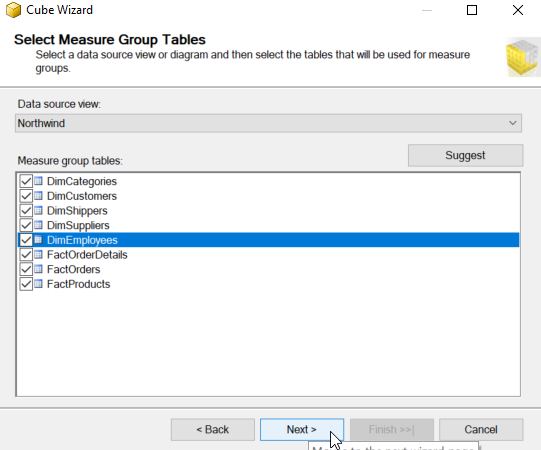 Cube Wizard
Select Measure Group Tables
Select a data source view or diagram and then select the tables that will be used for measure
groups.
Data source view:
Northwind
Measure group tables:
Suggest
DimCategories
DimCustomers
DimShippers
DimSuppliers
DimEmployees
FactOrderDetails
FactOrders
FactProducts
< Back
Next >
Finish >>|
Cancel